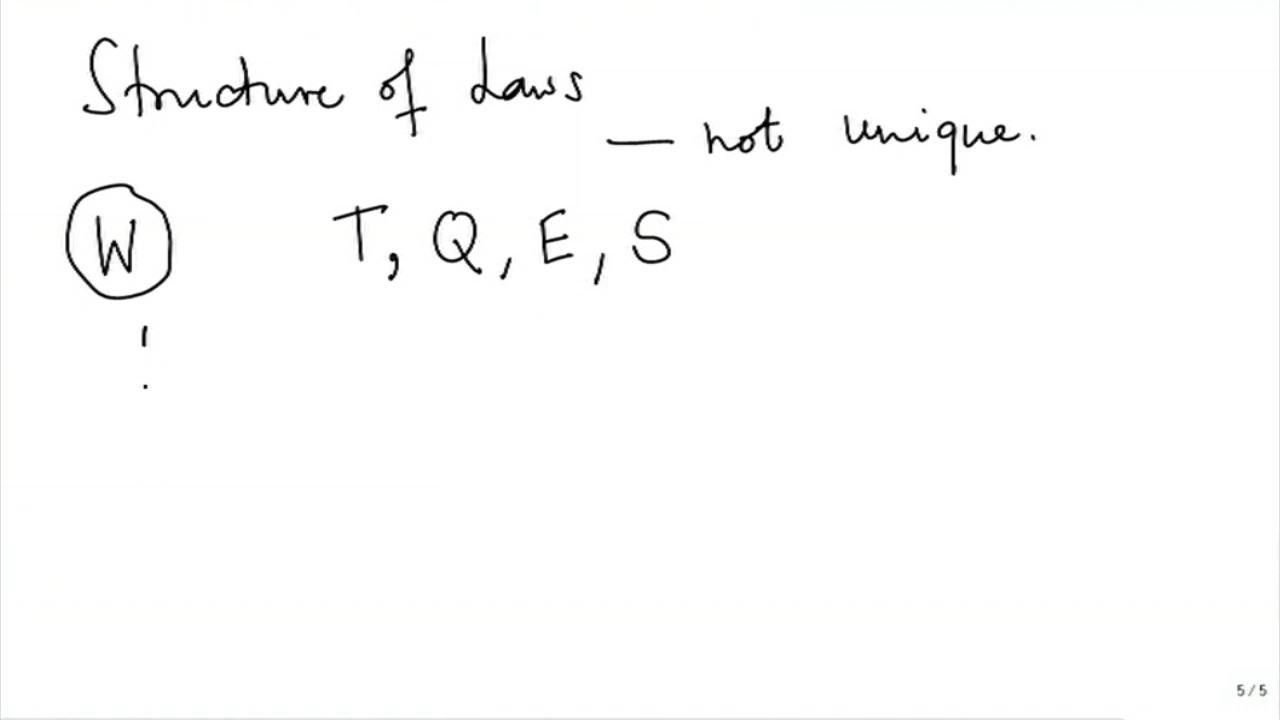 Structure of Laws
— not unique.
W T, Q, E, S
!
5/5